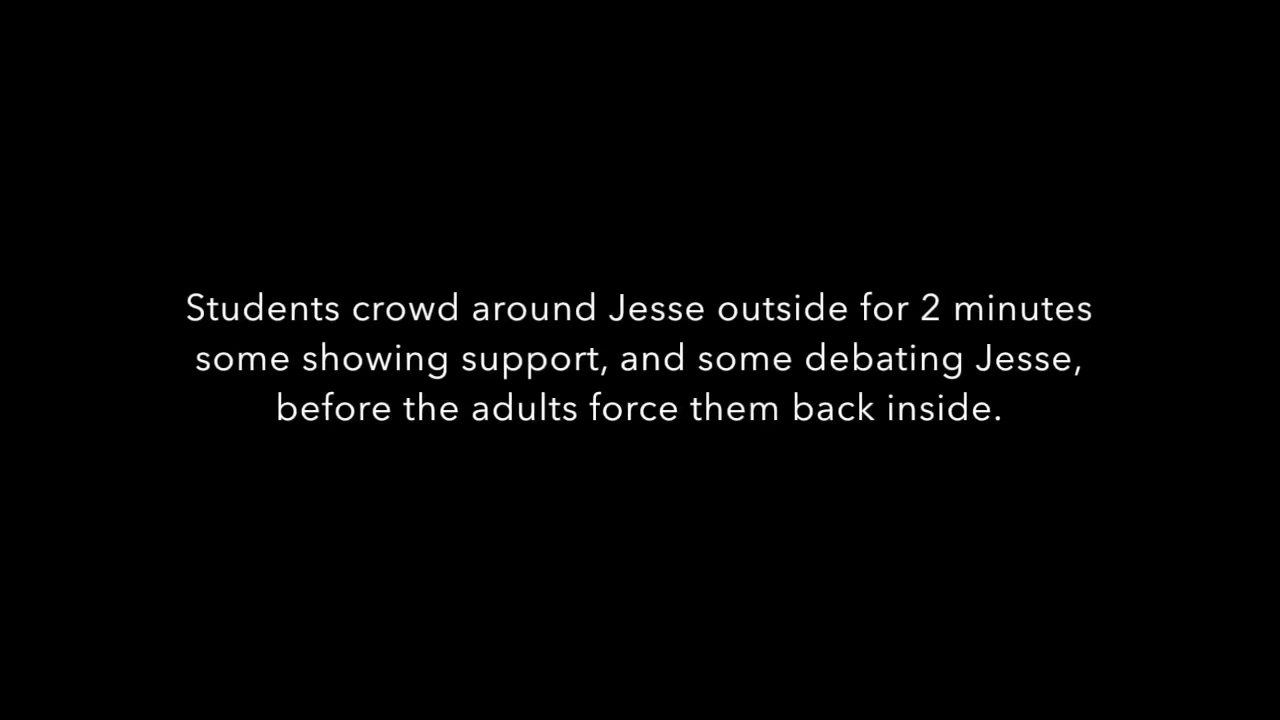 Students crowd around Jesse outside for 2 minutes
some showing support, and some debating Jesse,
before the adults force them back inside.